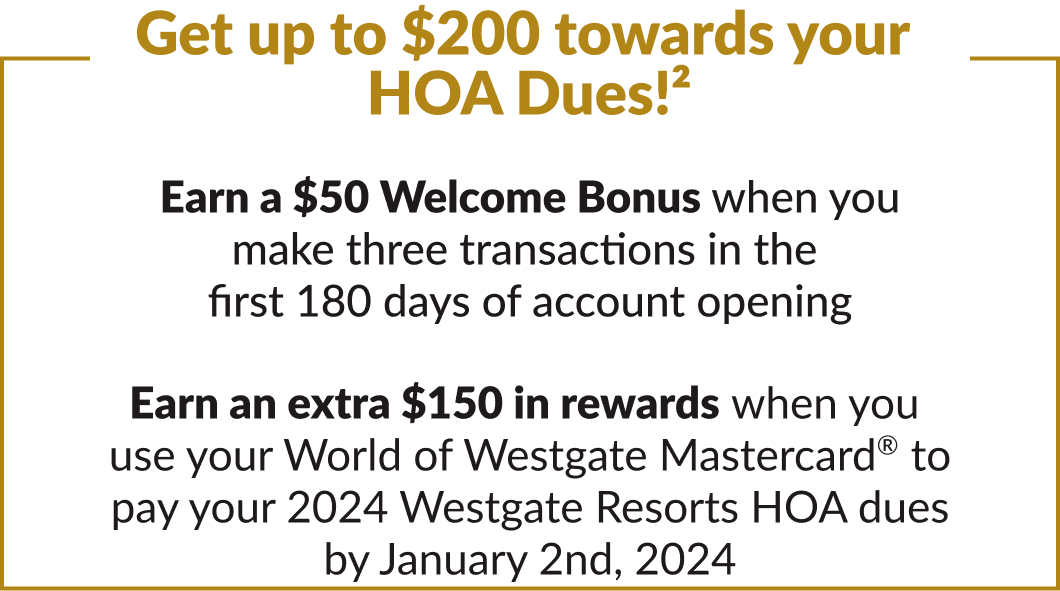 Get up to $200 towards your
HOA Dues!²
Earn a $50 Welcome Bonus when you
make three transactions in the
first 180 days of account opening
Earn an extra $150 in rewards when you
use your World of Westgate Mastercard® to
pay your 2024 Westgate Resorts HOA dues
by January 2nd, 2024